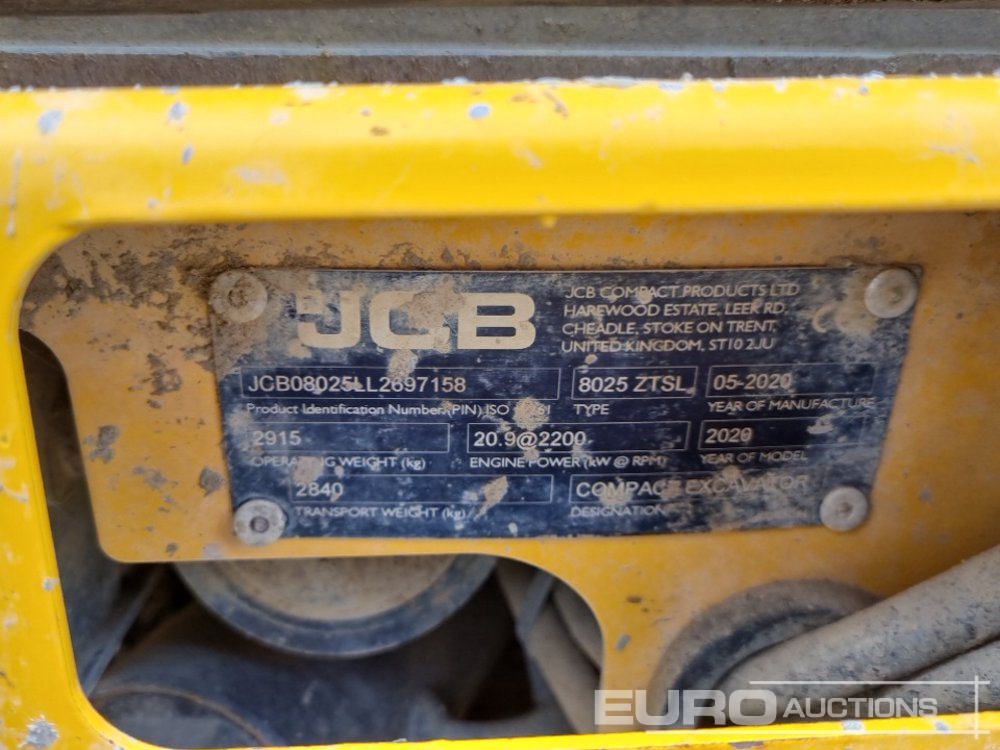 JCB
JCB COMPACT PRODUCTS LTD
HAREWOOD ESTATE, LEEK RD,
CHEADLE, STOKE ON TRENT,
UNITED KINGDOM, ST10 2JU
JCB08025LL2697158
8025 ZTSL
05-2020
Product Identification Number (PIN) ISO
TYPE
YEAR OF MANUFACTURE
2915
20.9@2200
2020
OPERATING WEIGHT (kg)
ENGINE POWER (kW @ RPM)
YEAR OF MODEL
2840
COMPACT EXCAVATOR
TRANSPORT WEIGHT (kg)
DESIGNATION
EURO AUCTIONS